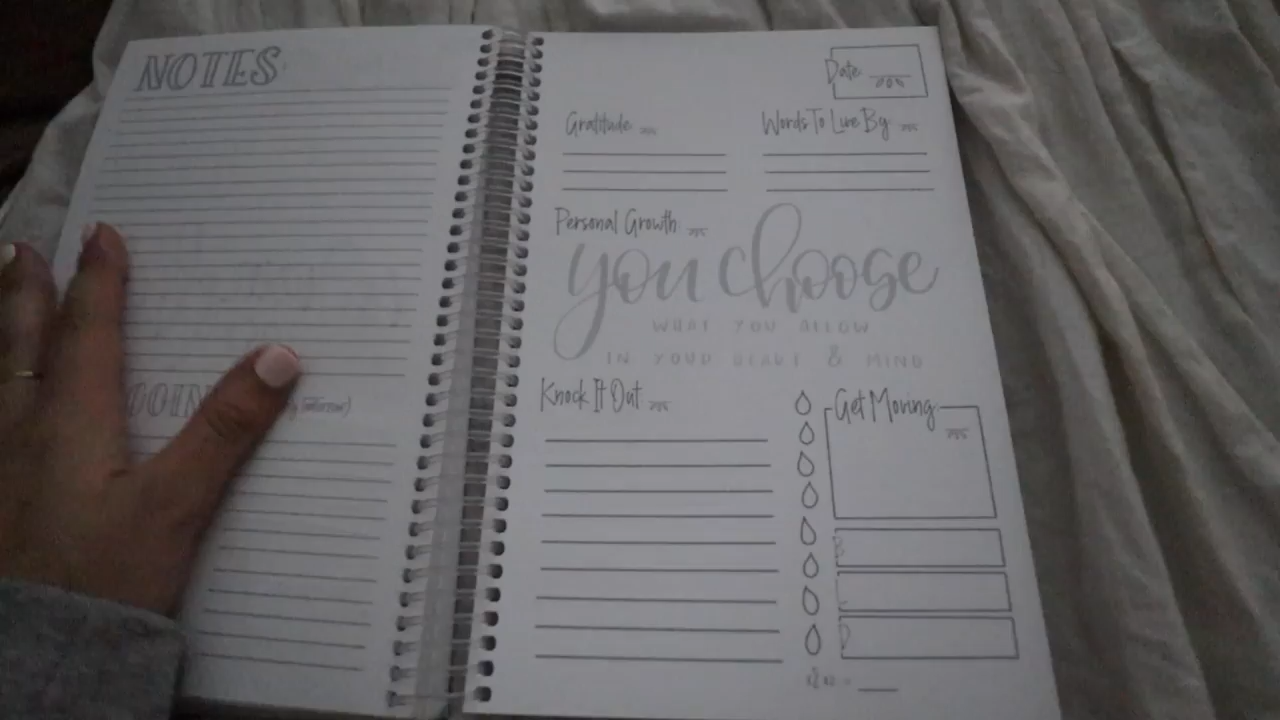 NOTES
Date
Gratitude
Words To Live By
Personal Growth
you choose
WHAT YOU ALLOW
IN YOUR HEART & MIND
Knock It Out
Get Moving
B
L
D